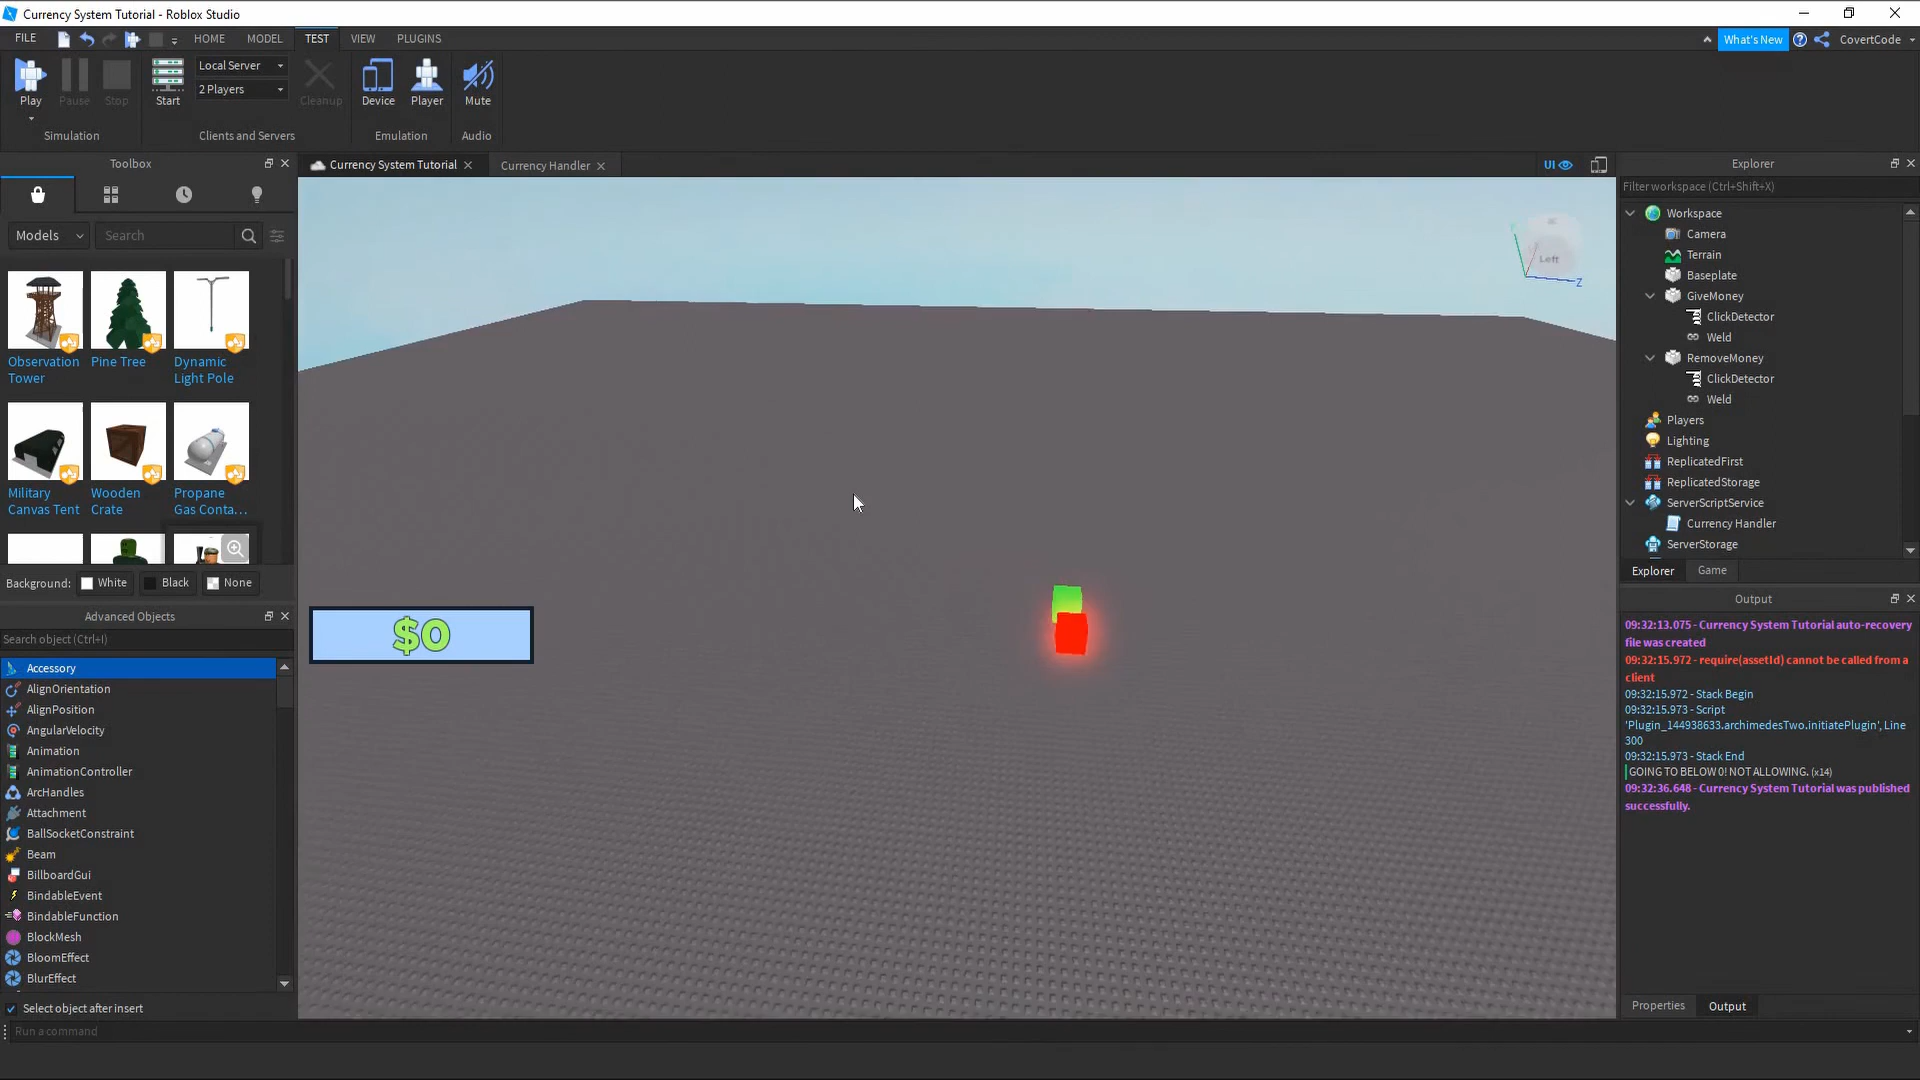 Currency System Tutorial - Roblox Studio
FILE
HOME
MODEL
TEST
VIEW
PLUGINS
What's New
CovertCode
Play
Pause
Stop
Start
Local Server
2 Players
Cleanup
Device
Player
Mute
Simulation
Clients and Servers
Emulation
Audio
Toolbox
Models
Search
Observation
Tower
Pine Tree
Dynamic
Light Pole
Military
Canvas Tent
Wooden
Crate
Propane
Gas Conta...
Background:
White
Black
None
Advanced Objects
Search object (Ctrl+I)
Accessory
AlignOrientation
AlignPosition
AngularVelocity
Animation
AnimationController
ArcHandles
Attachment
BallSocketConstraint
Beam
BillboardGui
BindableEvent
BindableFunction
BlockMesh
BloomEffect
BlurEffect
Select object after insert
Run a command
Currency System Tutorial
Currency Handler
UI
Left
Z
$0
Explorer
Filter workspace (Ctrl+Shift+X)
Workspace
Camera
Terrain
Baseplate
GiveMoney
ClickDetector
Weld
RemoveMoney
ClickDetector
Weld
Players
Lighting
ReplicatedFirst
ReplicatedStorage
ServerScriptService
Currency Handler
ServerStorage
Explorer
Game
Output
09:32:13.075 - Currency System Tutorial auto-recovery
file was created
09:32:15.972 - require(assetId) cannot be called from a
client
09:32:15.972 - Stack Begin
09:32:15.973 - Script
'Plugin_144938633.archimedesTwo.initiatePlugin', Line
300
09:32:15.973 - Stack End
GOING TO BELOW 0! NOT ALLOWING. (x14)
09:32:36.648 - Currency System Tutorial was published
successfully.
Properties
Output